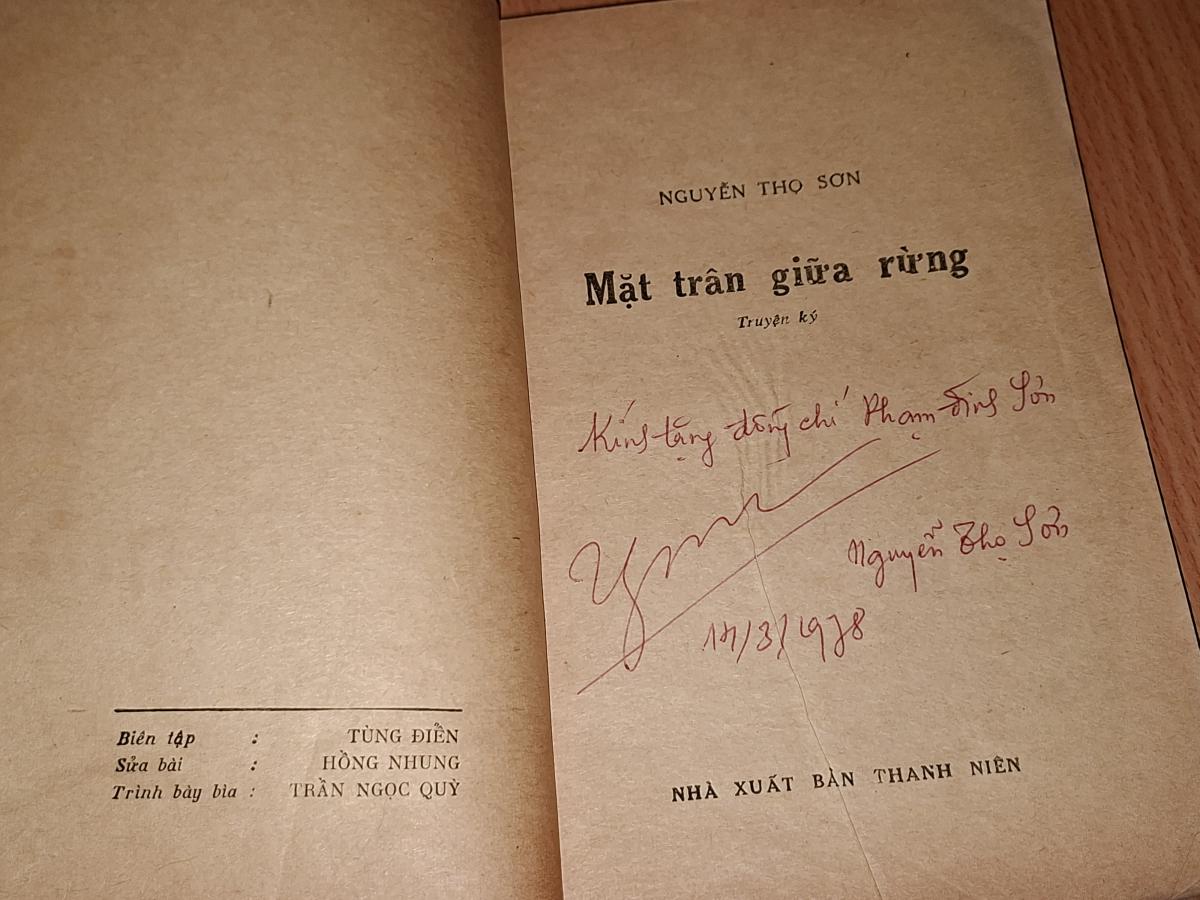 Biên tập : TÙNG ĐIỂN
Sửa bài : HỒNG NHUNG
Trình bày bìa : TRẦN NGỌC QUỲ
NGUYỄN THỌ SƠN
Mặt trân giữa rừng
Truyện ký
Kính tặng đồng chí Phạm Đình Sơn
Nguyễn Thọ Sơn
14/3/1978
NHÀ XUẤT BẢN THANH NIÊN